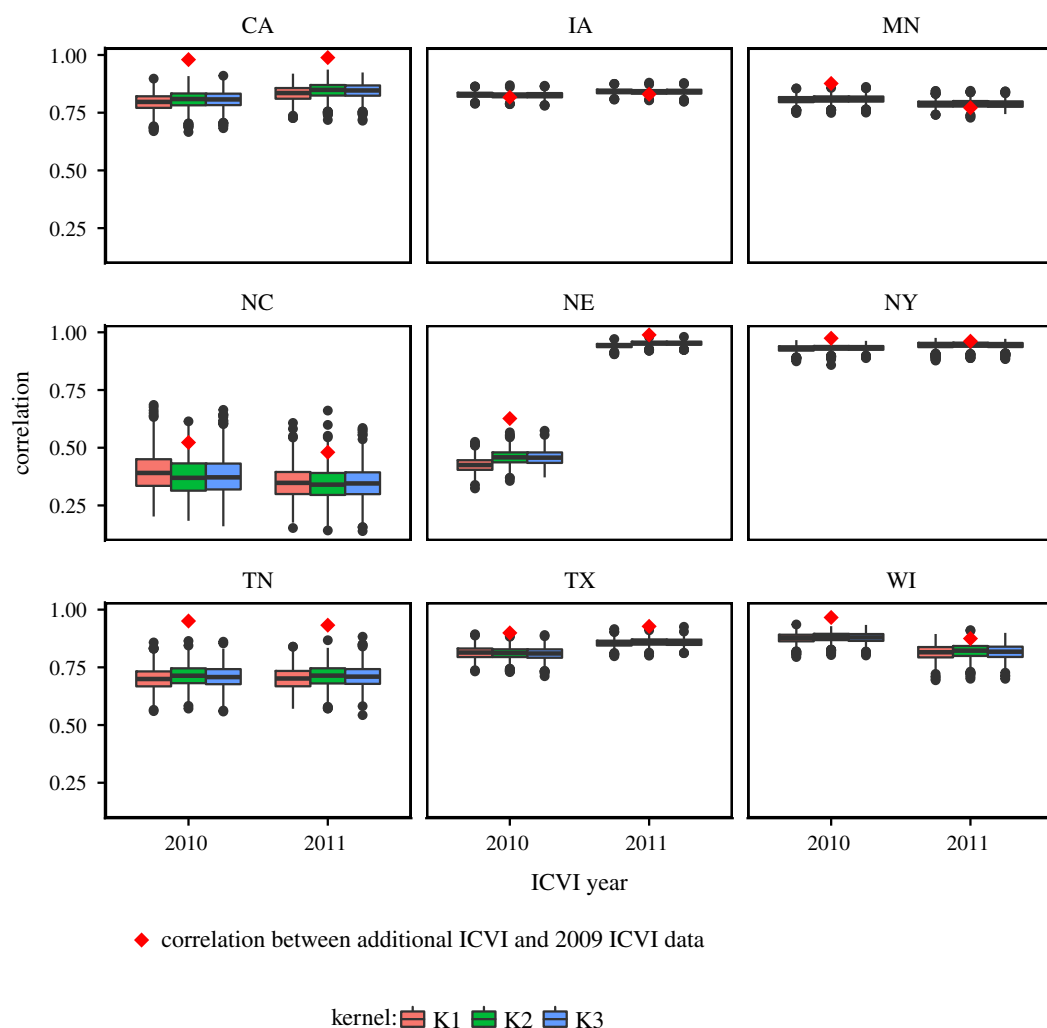 CA IA MN
1.00
0.75
0.50
0.25
NC NE NY
1.00
0.75
0.50
0.25
correlation
TN TX WI
1.00
0.75
0.50
0.25
2010 2011 2010 2011 2010 2011
ICVI year
correlation between additional ICVI and 2009 ICVI data
kernel: K1 K2 K3